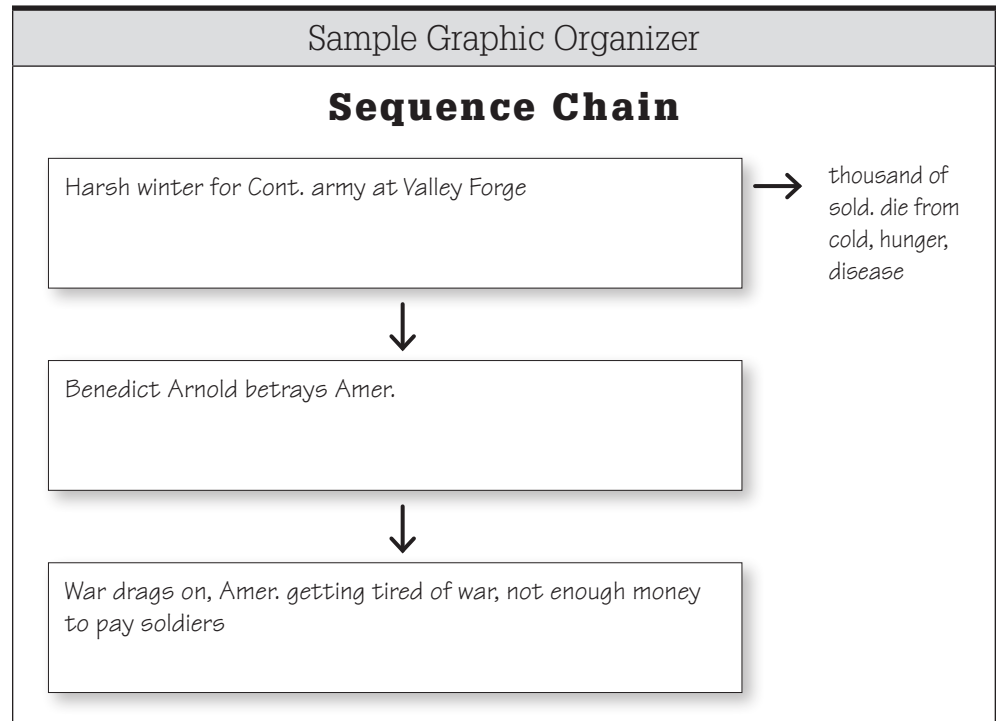 Sample Graphic Organizer
Sequence Chain
Harsh winter for Cont. army at Valley Forge
thousand of
sold. die from
cold, hunger,
disease
Benedict Arnold betrays Amer.
War drags on, Amer. getting tired of war, not enough money
to pay soldiers